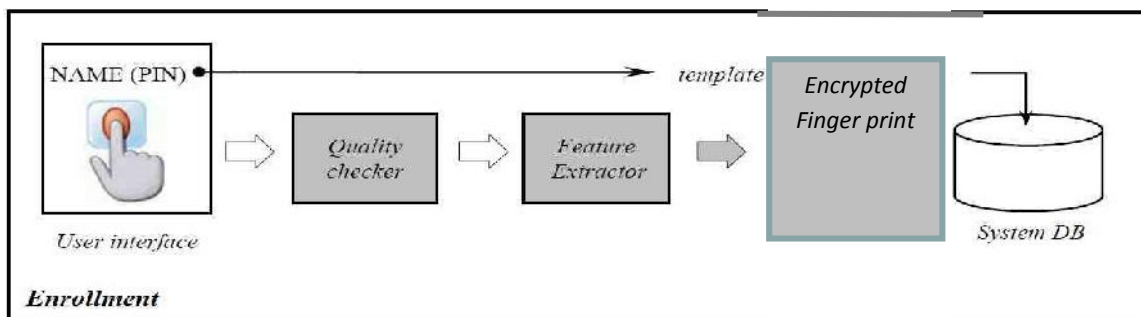 NAME (PIN)
template
Encrypted
Finger print
Quality
checker
Feature
Extractor
User interface
System DB
Enrollment